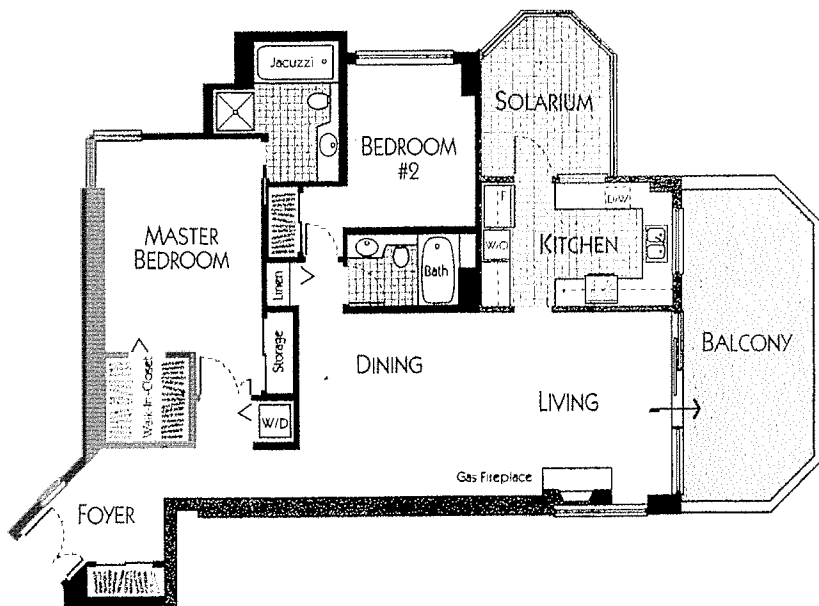 Jacuzzi
SOLARIUM
BEDROOM
#2
F
D/W
MASTER
BEDROOM
W/O
KITCHEN
Linen
Bath
Storage
DINING
BALCONY
Walk-In-Closet
LIVING
W/D
Gas Fireplace
FOYER